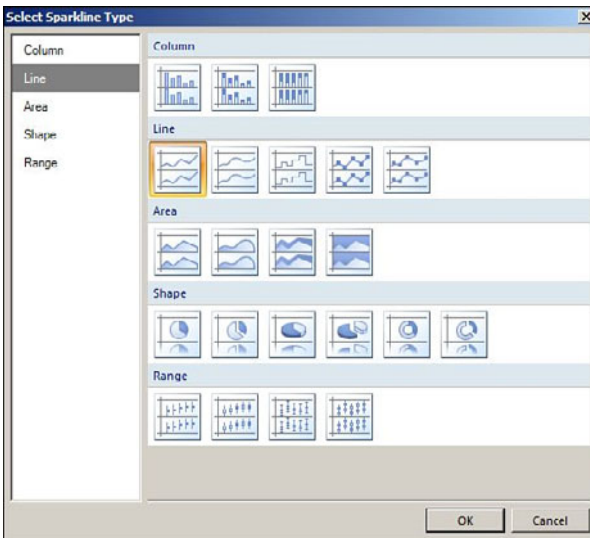 Select Sparkline Type
Column
Line
Area
Shape
Range
Column
Line
Area
Shape
Range
OK
Cancel